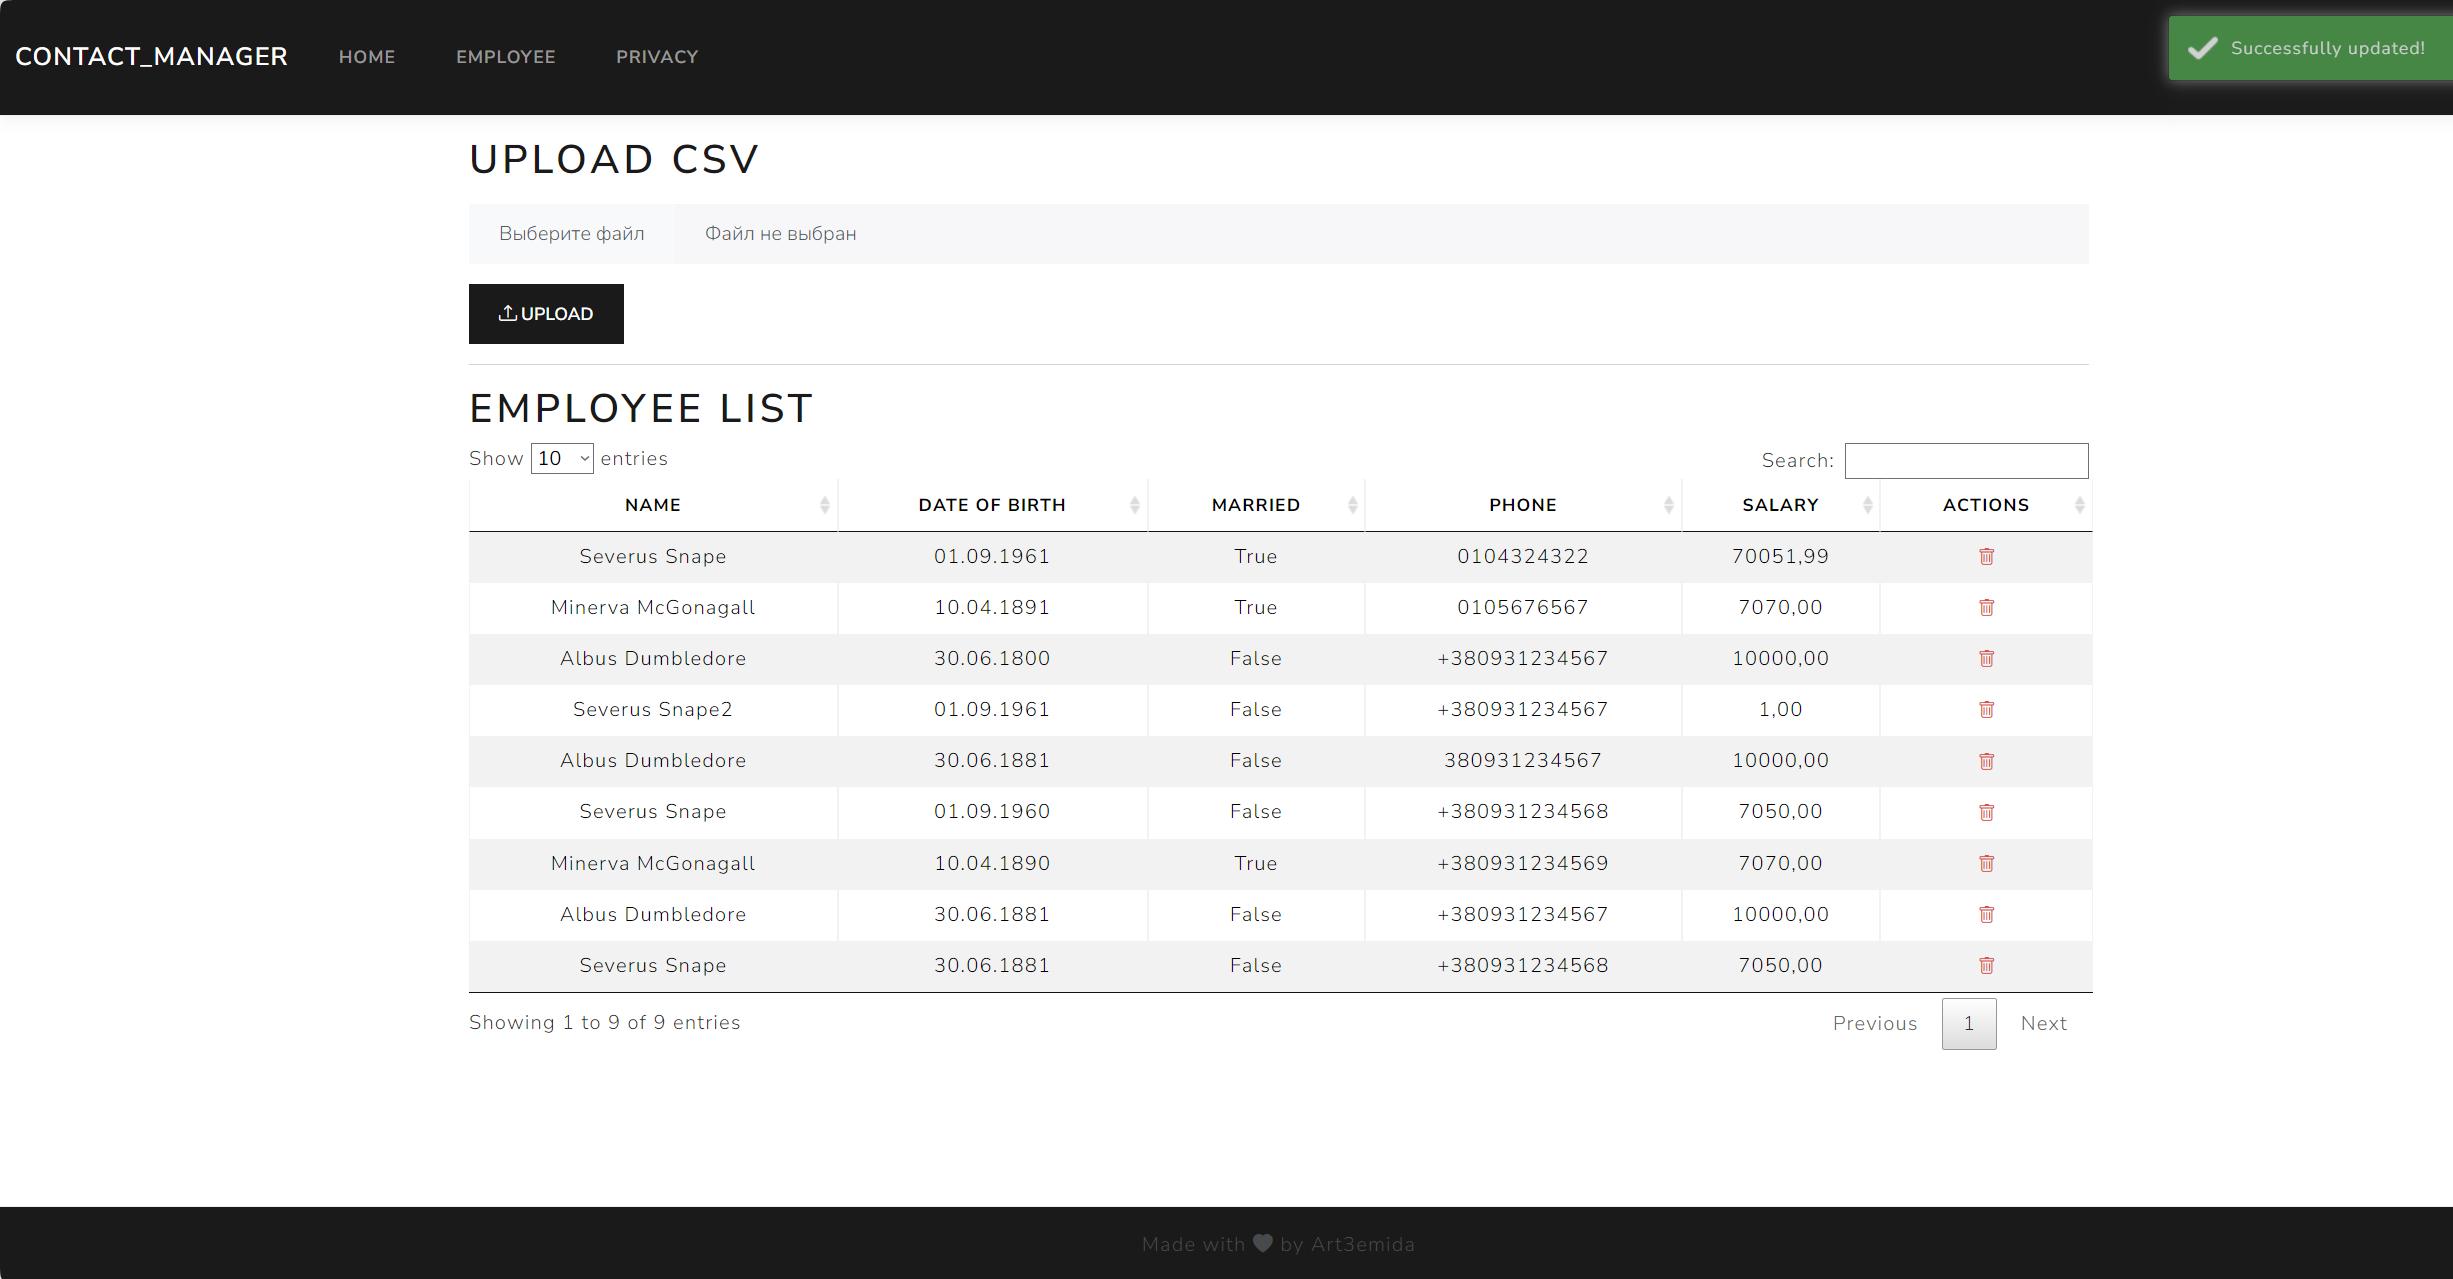 CONTACT_MANAGER HOME EMPLOYEE PRIVACY
Successfully updated!
UPLOAD CSV
Выберите файл Файл не выбран
UPLOAD
EMPLOYEE LIST
Show 10 entries Search:
NAME DATE OF BIRTH MARRIED PHONE SALARY ACTIONS
Severus Snape 01.09.1961 True 0104324322 70051,99
Minerva McGonagall 10.04.1891 True 0105676567 7070,00
Albus Dumbledore 30.06.1800 False +380931234567 10000,00
Severus Snape2 01.09.1961 False +380931234567 1,00
Albus Dumbledore 30.06.1881 False 380931234567 10000,00
Severus Snape 01.09.1960 False +380931234568 7050,00
Minerva McGonagall 10.04.1890 True +380931234569 7070,00
Albus Dumbledore 30.06.1881 False +380931234567 10000,00
Severus Snape 30.06.1881 False +380931234568 7050,00
Showing 1 to 9 of 9 entries Previous 1 Next
Made with 🖤 by Art3emida